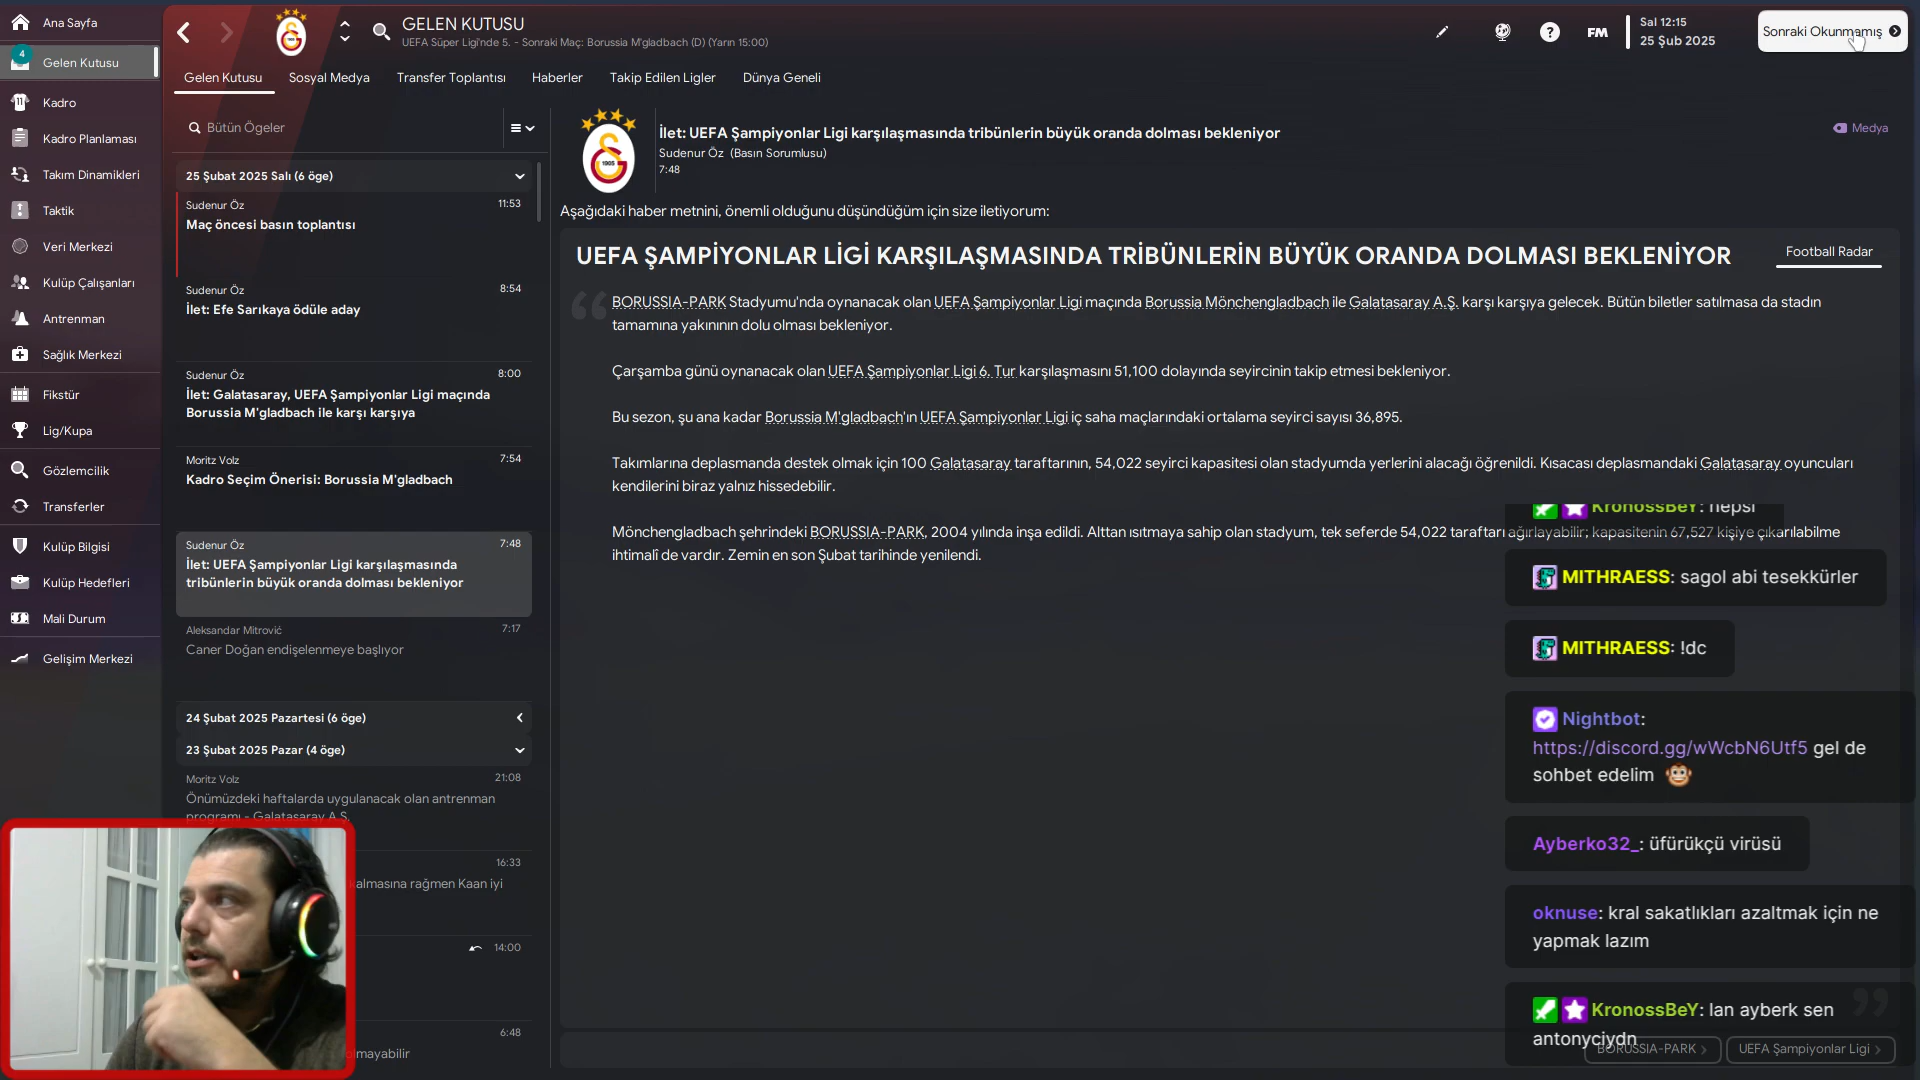 Ana Sayfa
4
Gelen Kutusu
Kadro
Kadro Planlaması
Takım Dinamikleri
Taktik
Veri Merkezi
Kulüp Çalışanları
Antrenman
Sağlık Merkezi
Fikstür
Lig/Kupa
Gözlemcilik
Transferler
Kulüp Bilgisi
Kulüp Hedefleri
Mali Durum
Gelişim Merkezi
GELEN KUTUSU
UEFA Süper Ligi'nde 5. - Sonraki Maç: Borussia M'gladbach (D) (Yarın 15:00)
FM
Sal 12:15
25 Şub 2025
Sonraki Okunmamış
Gelen Kutusu
Sosyal Medya
Transfer Toplantısı
Haberler
Takip Edilen Ligler
Dünya Geneli
Bütün Ögeler
25 Şubat 2025 Salı (6 öge)
Sudenur Öz 11:53
Maç öncesi basın toplantısı
Sudenur Öz 8:54
İlet: Efe Sarıkaya ödüle aday
Sudenur Öz 8:00
İlet: Galatasaray, UEFA Şampiyonlar Ligi maçında
Borussia M'gladbach ile karşı karşıya
Moritz Volz 7:54
Kadro Seçim Önerisi: Borussia M'gladbach
Sudenur Öz 7:48
İlet: UEFA Şampiyonlar Ligi karşılaşmasında
tribünlerin büyük oranda dolması bekleniyor
Aleksandar Mitrović 7:17
Caner Doğan endişelenmeye başlıyor
24 Şubat 2025 Pazartesi (6 öge)
23 Şubat 2025 Pazar (4 öge)
Moritz Volz 21:08
Önümüzdeki haftalarda uygulanacak olan antrenman
programı - Galatasaray A.Ş.
16:33
kalmasına rağmen Kaan iyi
14:00
6:48
olmayabilir
1905
İlet: UEFA Şampiyonlar Ligi karşılaşmasında tribünlerin büyük oranda dolması bekleniyor
Sudenur Öz (Basın Sorumlusu)
7:48
Medya
Aşağıdaki haber metnini, önemli olduğunu düşündüğüm için size iletiyorum:
UEFA ŞAMPİYONLAR LİGİ KARŞILAŞMASINDA TRİBÜNLERİN BÜYÜK ORANDA DOLMASI BEKLENİYOR
Football Radar
BORUSSIA-PARK Stadyumu'nda oynanacak olan UEFA Şampiyonlar Ligi maçında Borussia Mönchengladbach ile Galatasaray A.Ş. karşı karşıya gelecek. Bütün biletler satılmasa da stadın
tamamına yakınının dolu olması bekleniyor.
Çarşamba günü oynanacak olan UEFA Şampiyonlar Ligi 6. Tur karşılaşmasını 51,100 dolayında seyircinin takip etmesi bekleniyor.
Bu sezon, şu ana kadar Borussia M'gladbach'ın UEFA Şampiyonlar Ligi iç saha maçlarındaki ortalama seyirci sayısı 36,895.
Takımlarına deplasmanda destek olmak için 100 Galatasaray taraftarının, 54,022 seyirci kapasitesi olan stadyumda yerlerini alacağı öğrenildi. Kısacası deplasmandaki Galatasaray oyuncuları
kendilerini biraz yalnız hissedebilir.
Mönchengladbach şehrindeki BORUSSIA-PARK, 2004 yılında inşa edildi. Alttan ısıtmaya sahip olan stadyum, tek seferde 54,022 taraftarı ağırlayabilir; kapasitenin 67,527 kişiye çıkarılabilme
ihtimali de vardır. Zemin en son Şubat tarihinde yenilendi.
KronossBeY: hepsi
MITHRAESS: sagol abi tesekkürler
MITHRAESS: !dc
Nightbot:
https://discord.gg/wWcbN6Utf5 gel de
sohbet edelim
Ayberko32_: üfürükçü virüsü
oknuse: kral sakatlıkları azaltmak için ne
yapmak lazım
KronossBeY: lan ayberk sen
antonyciydn
BORUSSIA-PARK
UEFA Şampiyonlar Ligi